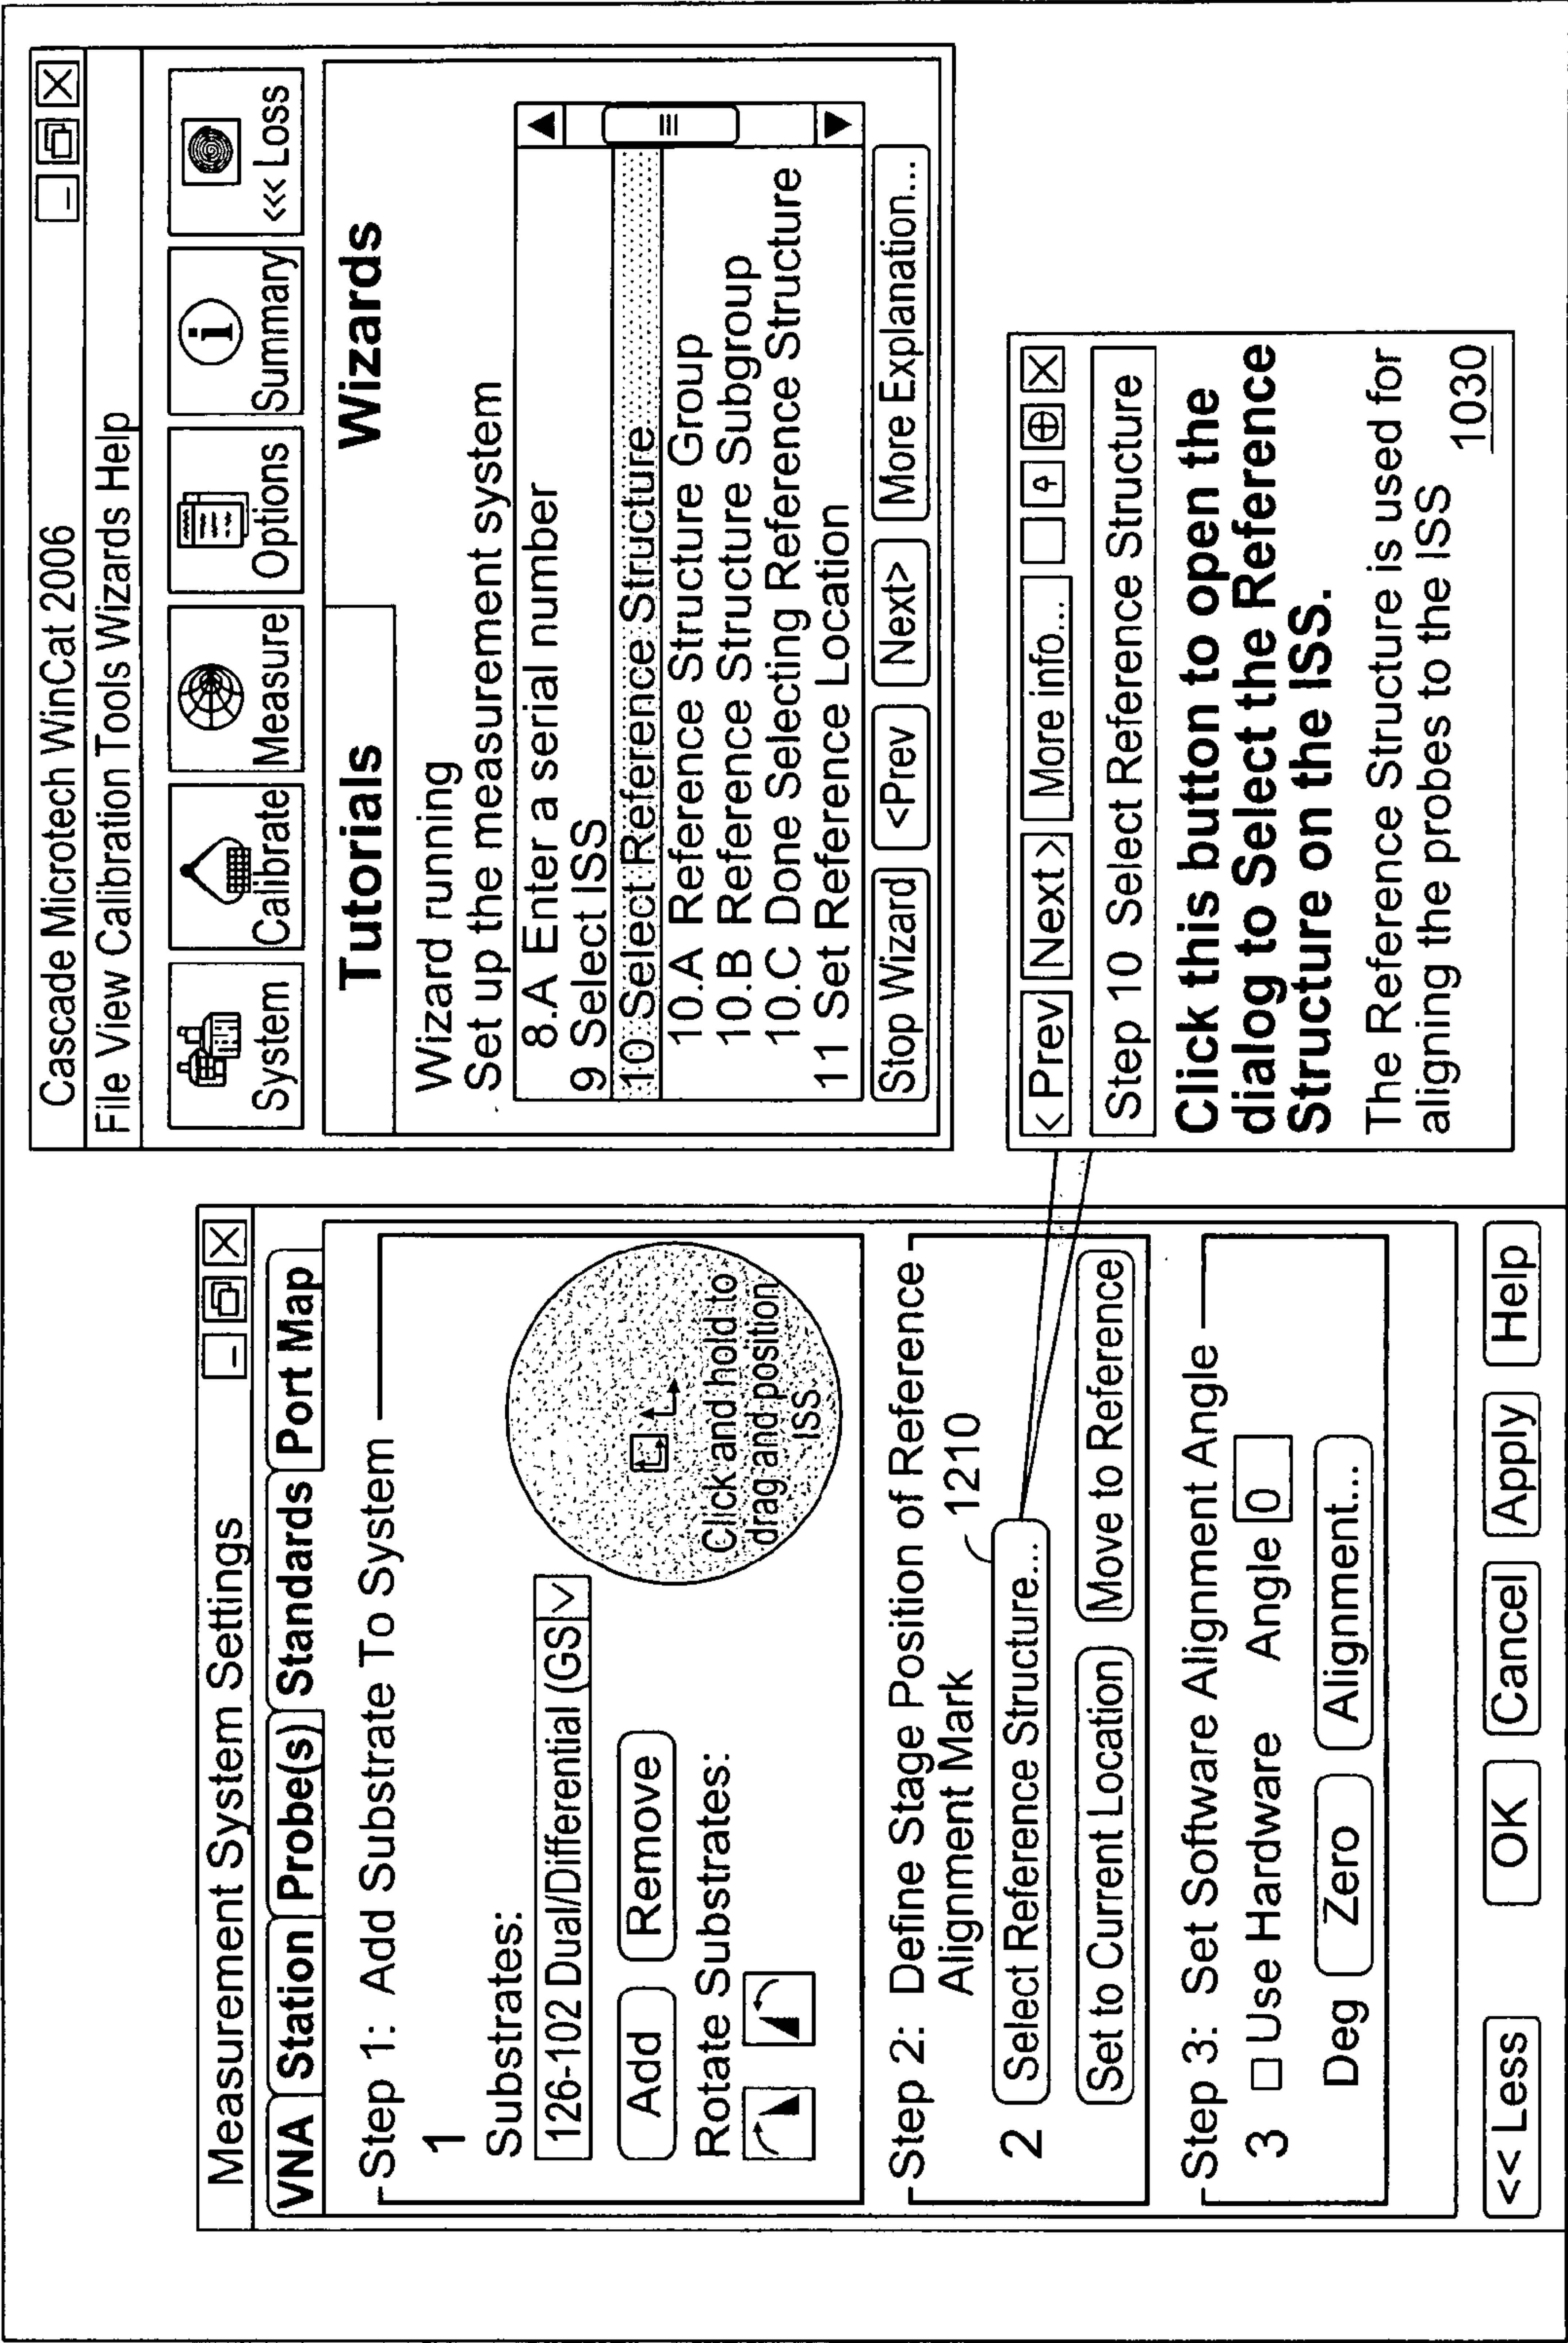 Measurement System Settings
VNA Station Probe(s) Standards Port Map
Step 1: Add Substrate To System
1
Substrates:
126-102 Dual/Differential (GS
Add Remove
Rotate Substrates:
Click and hold to
drag and position
ISS.
Step 2: Define Stage Position of Reference
Alignment Mark
1210
2 Select Reference Structure...
Set to Current Location Move to Reference
Step 3: Set Software Alignment Angle
3 Use Hardware Angle 0
Deg Zero Alignment...
<< Less OK Cancel Apply Help
Cascade Microtech WinCat 2006
File View Calibration Tools Wizards Help
System Calibrate Measure Options Summary <<< Loss
Tutorials Wizards
Wizard running
Set up the measurement system
8.A Enter a serial number
9 Select ISS
10 Select Reference Structure
10.A Reference Structure Group
10.B Reference Structure Subgroup
10.C Done Selecting Reference Structure
11 Set Reference Location
Stop Wizard <Prev Next> More Explanation...
< Prev Next > More info...
Step 10 Select Reference Structure
Click this button to open the
dialog to Select the Reference
Structure on the ISS.
The Reference Structure is used for
aligning the probes to the ISS
1030